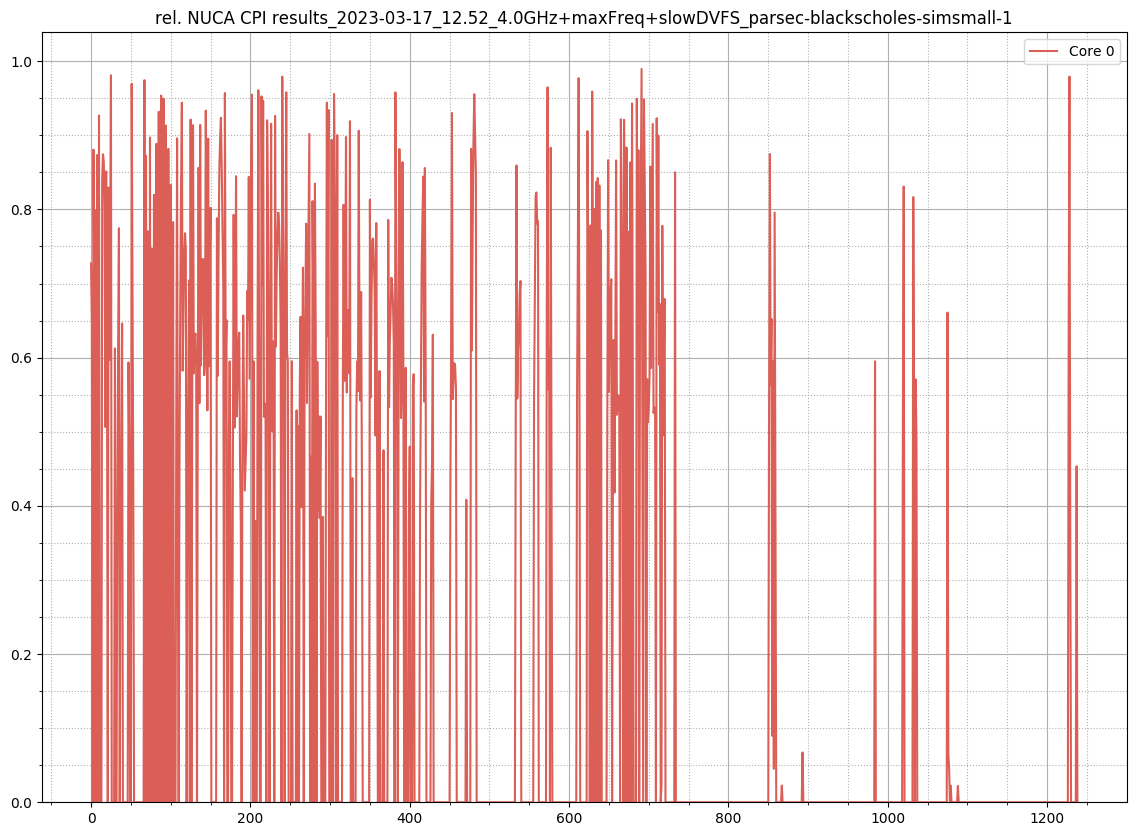 rel. NUCA CPI results_2023-03-17_12.52_4.0GHz+maxFreq+slowDVFS_parsec-blackscholes-simsmall-1
Core 0
1.0
0.8
0.6
0.4
0.2
0.0
0 200 400 600 800 1000 1200